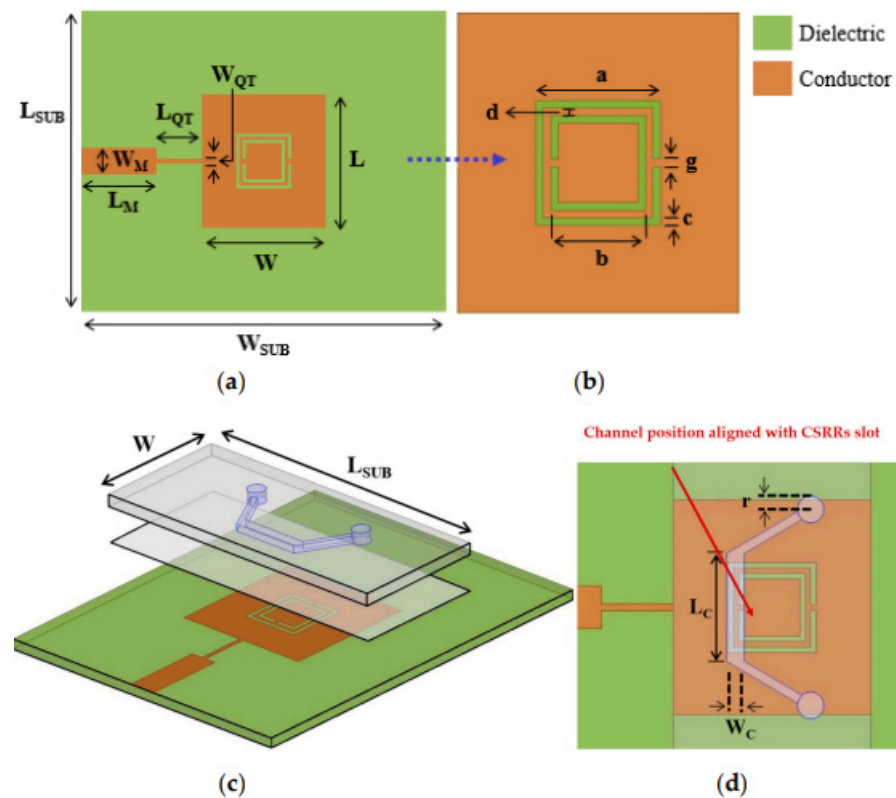 Dielectric
Conductor
W_QT
L_QT
L_SUB
W_M
L_M
L
W
W_SUB
(a)
a
d
g
c
b
(b)
W
L_SUB
(c)
Channel position aligned with CSRRs slot
r
L_C
W_C
(d)